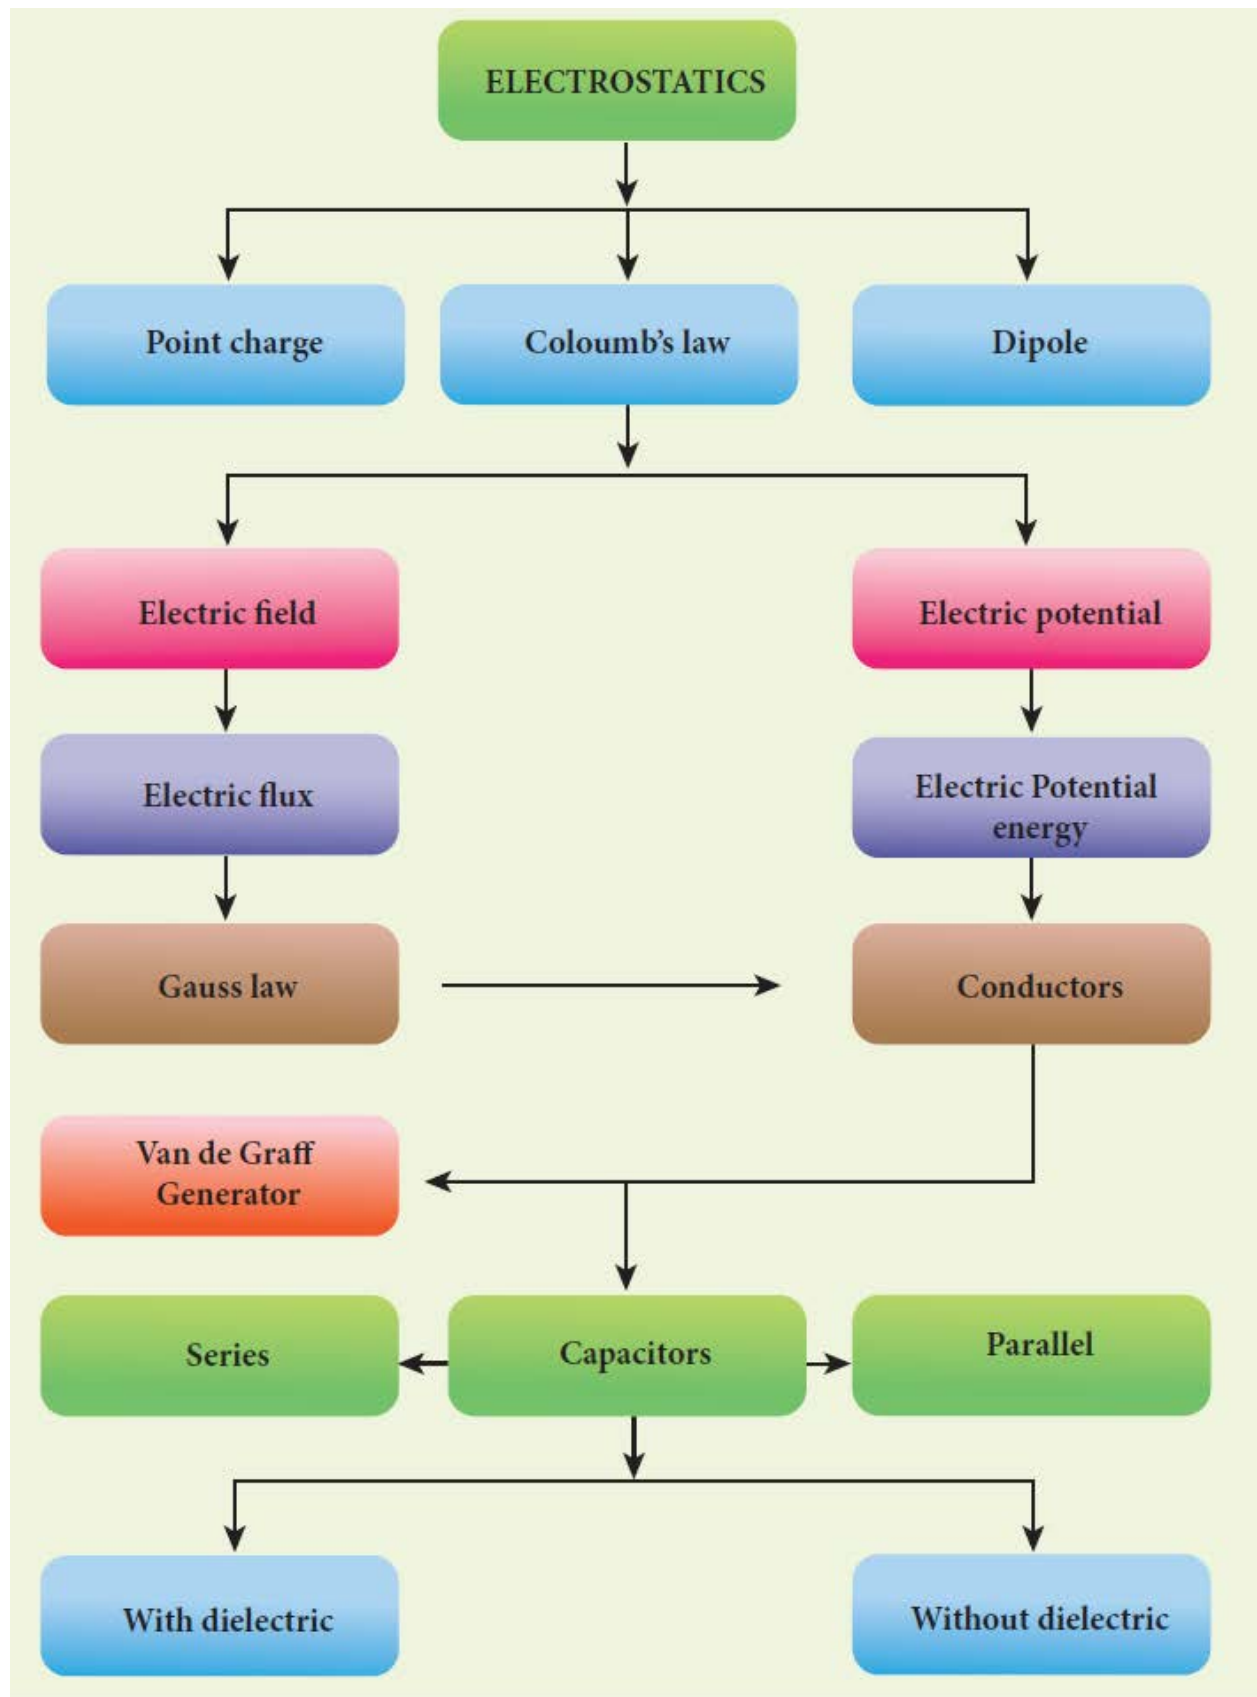 ELECTROSTATICS
Point charge
Coloumb’s law
Dipole
Electric field
Electric potential
Electric flux
Electric Potential
energy
Gauss law
Conductors
Van de Graff
Generator
Series
Capacitors
Parallel
With dielectric
Without dielectric